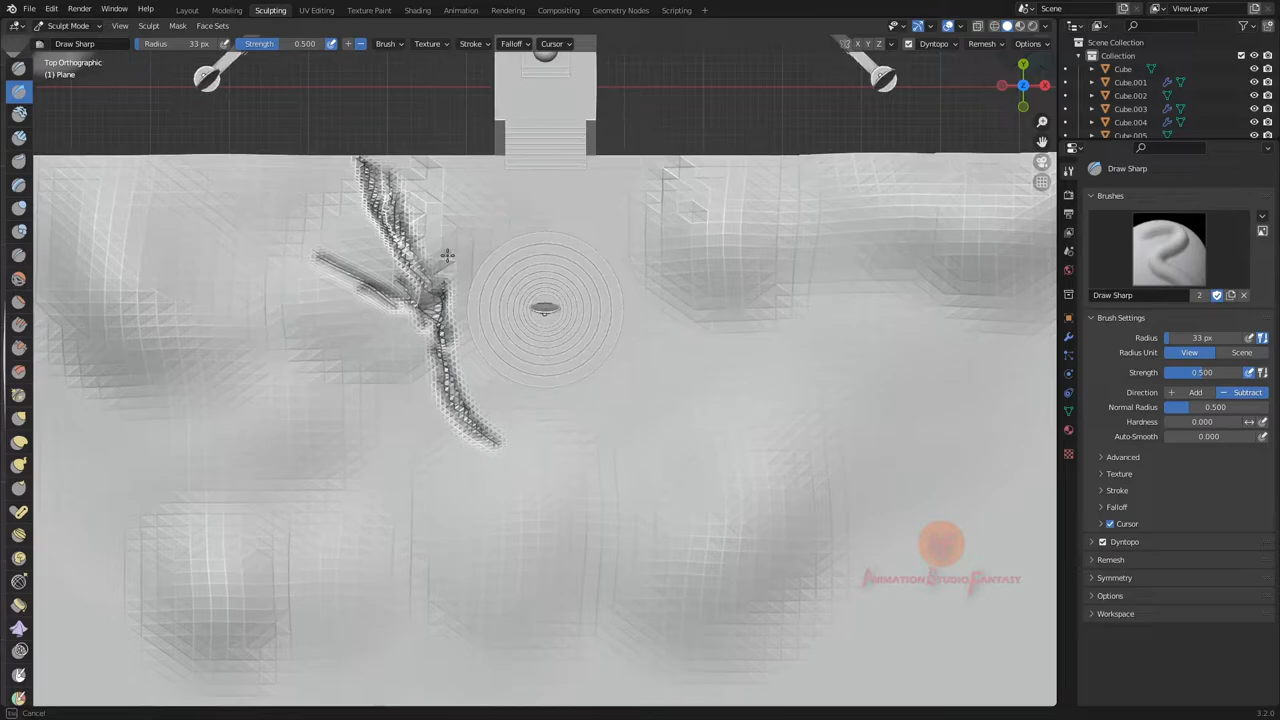 File Edit Render Window Help Layout Modeling Sculpting UV Editing Texture Paint Shading Animation Rendering Compositing Geometry Nodes Scripting + Scene ViewLayer
Sculpt Mode View Sculpt Mask Face Sets
Draw Sharp Radius 33 px Strength 0.500 Brush Texture Stroke Falloff Cursor X Y Z Dyntopo Remesh Options
Top Orthographic
(1) Plane
Y
Z X
Scene Collection
Collection
Cube
Cube.001
Cube.002
Cube.003
Cube.004
Cube.005
Draw Sharp
Brushes
Draw Sharp 2
Brush Settings
Radius 33 px
Radius Unit View Scene
Strength 0.500
Direction Add Subtract
Normal Radius 0.500
Hardness 0.000
Auto-Smooth 0.000
Advanced
Texture
Stroke
Falloff
Cursor
Dyntopo
Remesh
Symmetry
Options
Workspace
Animation Studio Fantasy
Cancel 3.2.0